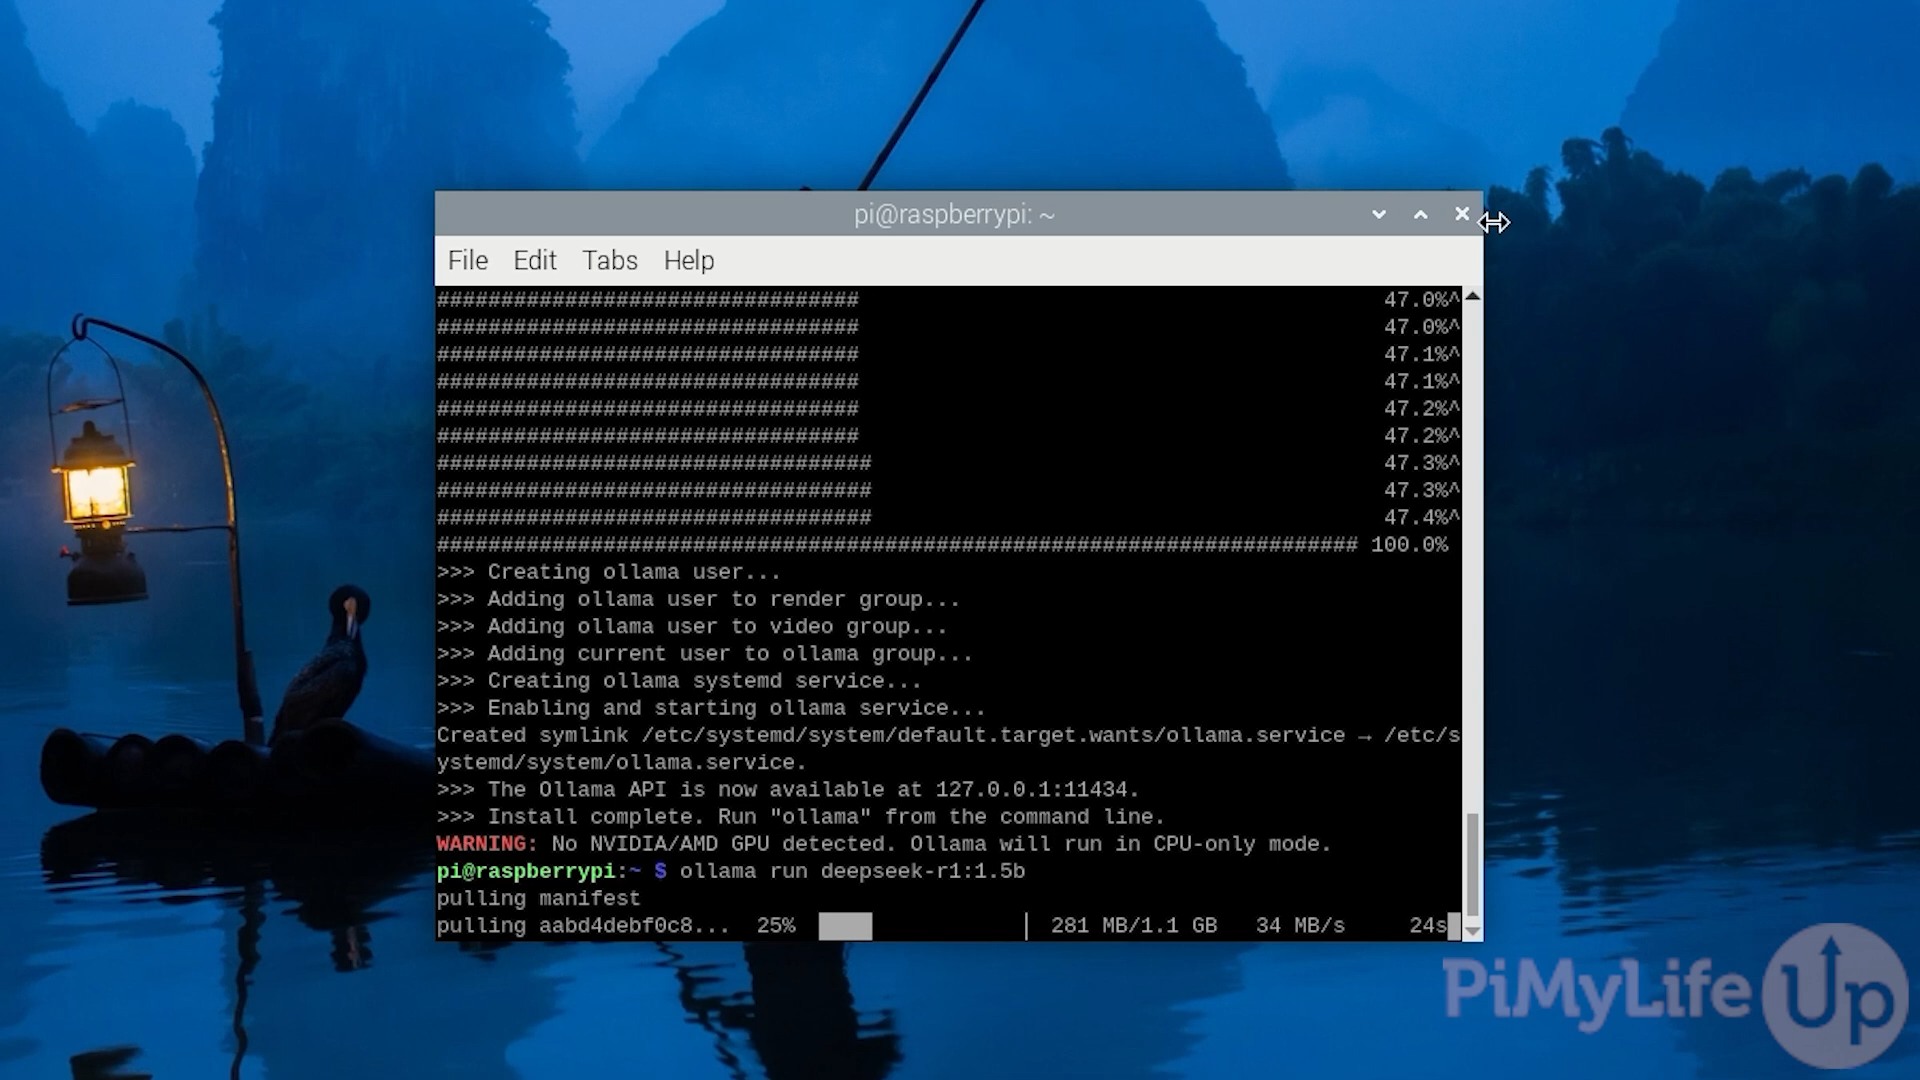 pi@raspberrypi: ~
File Edit Tabs Help
################################# 47.0%^
################################# 47.0%^
################################# 47.1%^
################################# 47.1%^
################################# 47.2%^
################################# 47.2%^
################################## 47.3%^
################################## 47.3%^
################################## 47.4%^
######################################################################## 100.0%
>>> Creating ollama user...
>>> Adding ollama user to render group...
>>> Adding ollama user to video group...
>>> Adding current user to ollama group...
>>> Creating ollama systemd service...
>>> Enabling and starting ollama service...
Created symlink /etc/systemd/system/default.target.wants/ollama.service → /etc/s
ystemd/system/ollama.service.
>>> The Ollama API is now available at 127.0.0.1:11434.
>>> Install complete. Run "ollama" from the command line.
WARNING: No NVIDIA/AMD GPU detected. Ollama will run in CPU-only mode.
pi@raspberrypi:~ $ ollama run deepseek-r1:1.5b
pulling manifest
pulling aabd4debf0c8... 25% 281 MB/1.1 GB 34 MB/s 24s
PiMyLifeUp